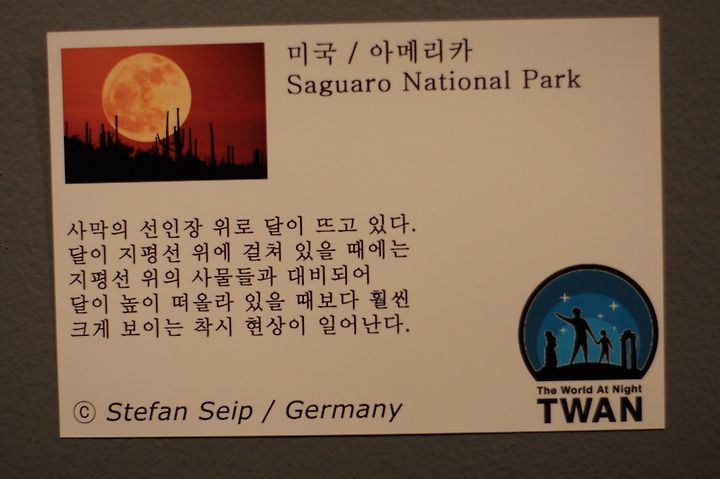 미국 / 아메리카
Saguaro National Park
사막의 선인장 위로 달이 뜨고 있다.
달이 지평선 위에 걸쳐 있을 때에는
지평선 위의 사물들과 대비되어
달이 높이 떠올라 있을 때보다 훨씬
크게 보이는 착시 현상이 일어난다.
ⓒ Stefan Seip / Germany
The World At Night
TWAN